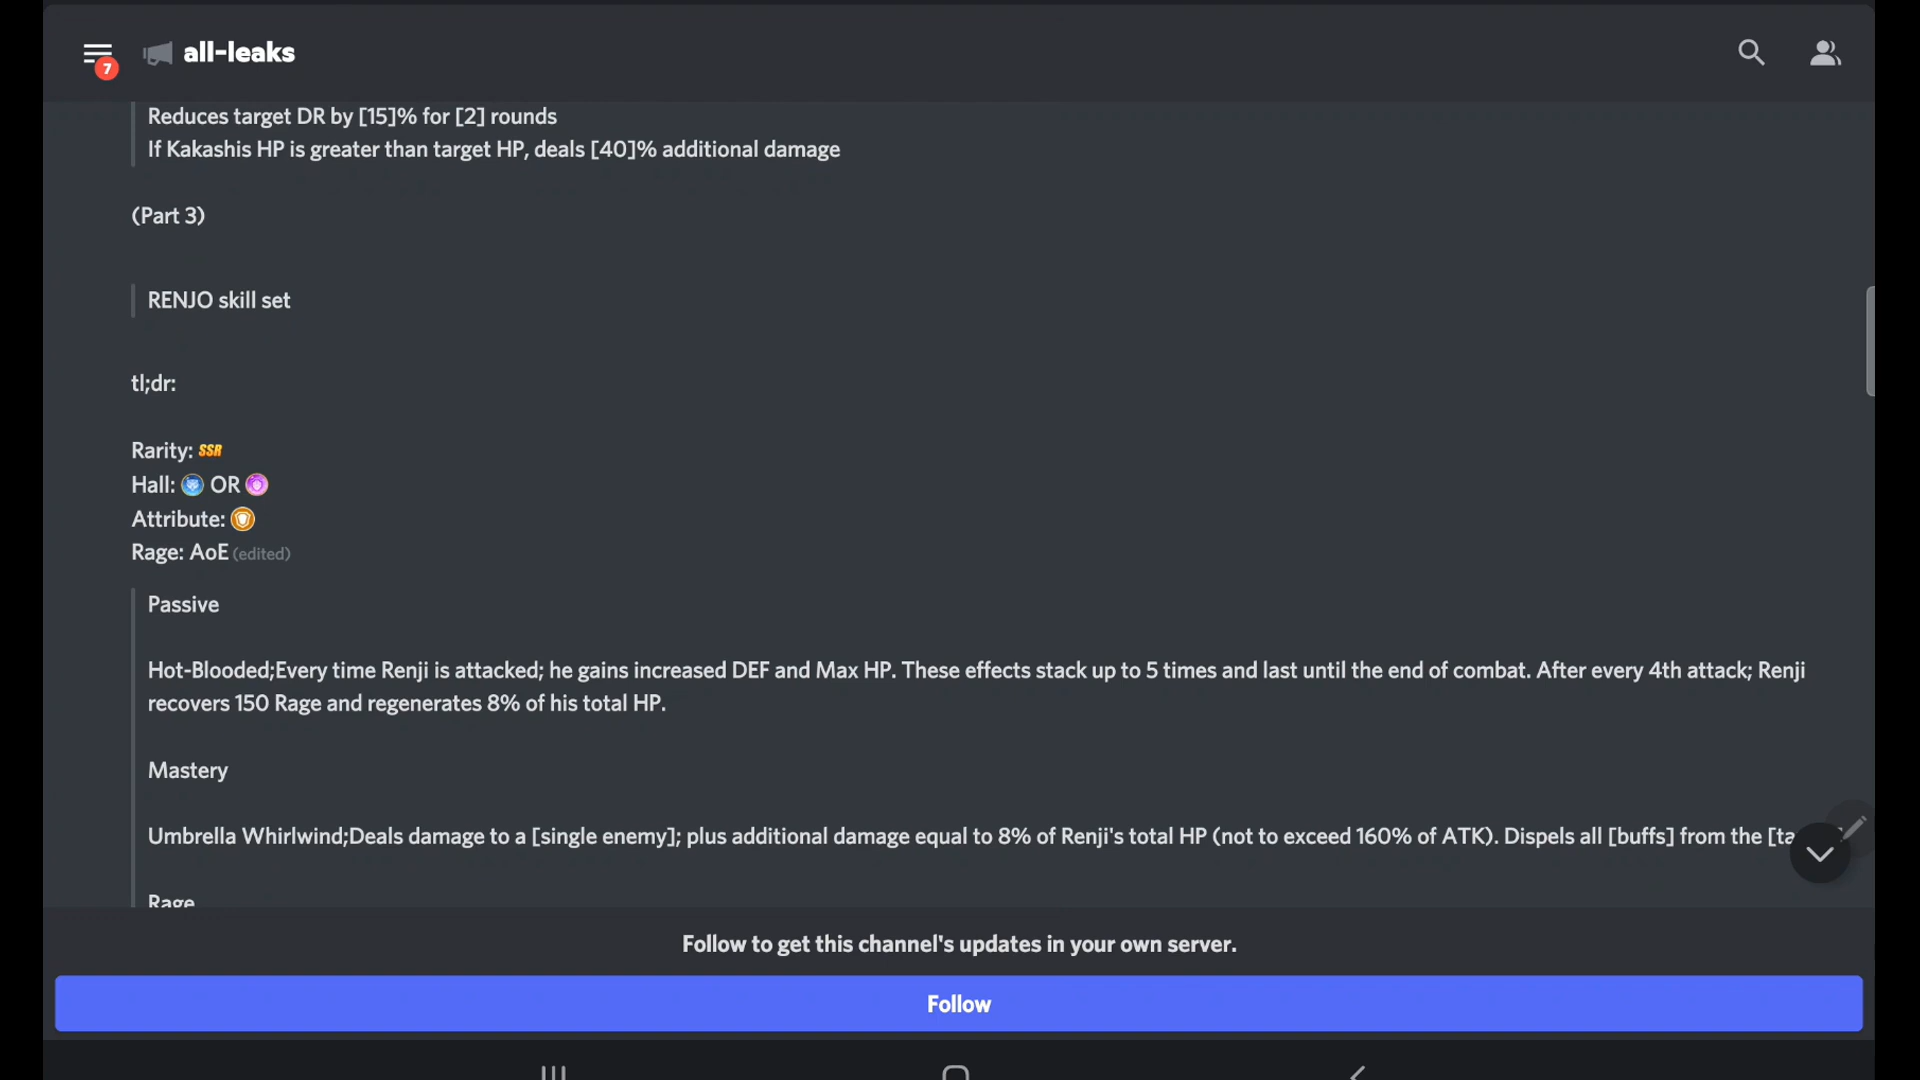 7
all-leaks
Reduces target DR by [15]% for [2] rounds
If Kakashis HP is greater than target HP, deals [40]% additional damage
(Part 3)
RENJO skill set
tl;dr:
Rarity: SSR
Hall: OR
Attribute:
Rage: AoE (edited)
Passive
Hot-Blooded;Every time Renji is attacked; he gains increased DEF and Max HP. These effects stack up to 5 times and last until the end of combat. After every 4th attack; Renji
recovers 150 Rage and regenerates 8% of his total HP.
Mastery
Umbrella Whirlwind;Deals damage to a [single enemy]; plus additional damage equal to 8% of Renji's total HP (not to exceed 160% of ATK). Dispels all [buffs] from the [ta
Rage
Follow to get this channel's updates in your own server.
Follow